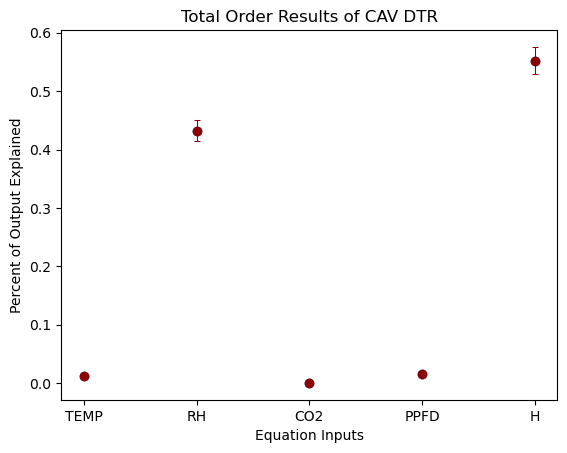 Total Order Results of CAV DTR
Percent of Output Explained
0.6
0.5
0.4
0.3
0.2
0.1
0.0
TEMP RH CO2 PPFD H
Equation Inputs